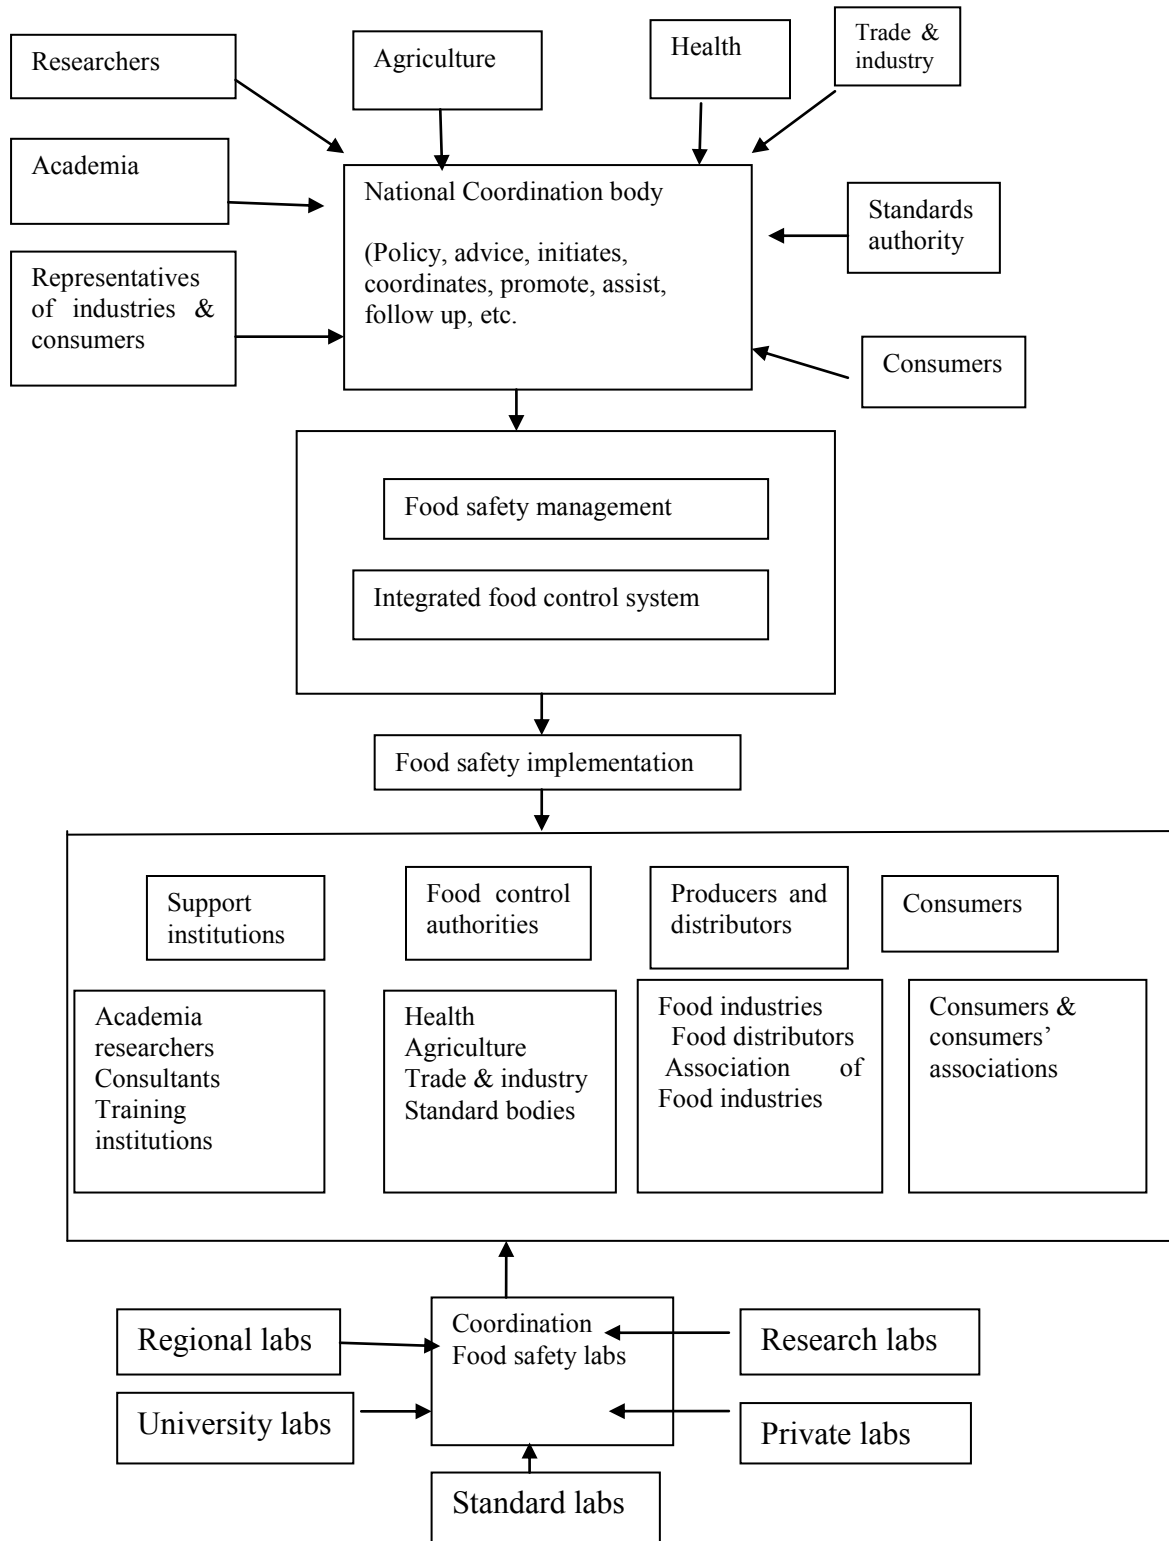 Researchers
Agriculture
Health
Trade &
industry
Academia
National Coordination body
(Policy, advice, initiates,
coordinates, promote, assist,
follow up, etc.
Standards
authority
Representatives
of industries &
consumers
Consumers
Food safety management
Integrated food control system
Food safety implementation
Support
institutions
Food control
authorities
Producers and
distributors
Consumers
Academia
researchers
Consultants
Training
institutions
Health
Agriculture
Trade & industry
Standard bodies
Food industries
Food distributors
Association of
Food industries
Consumers &
consumers’
associations
Regional labs
Coordination
Food safety labs
Research labs
University labs
Private labs
Standard labs